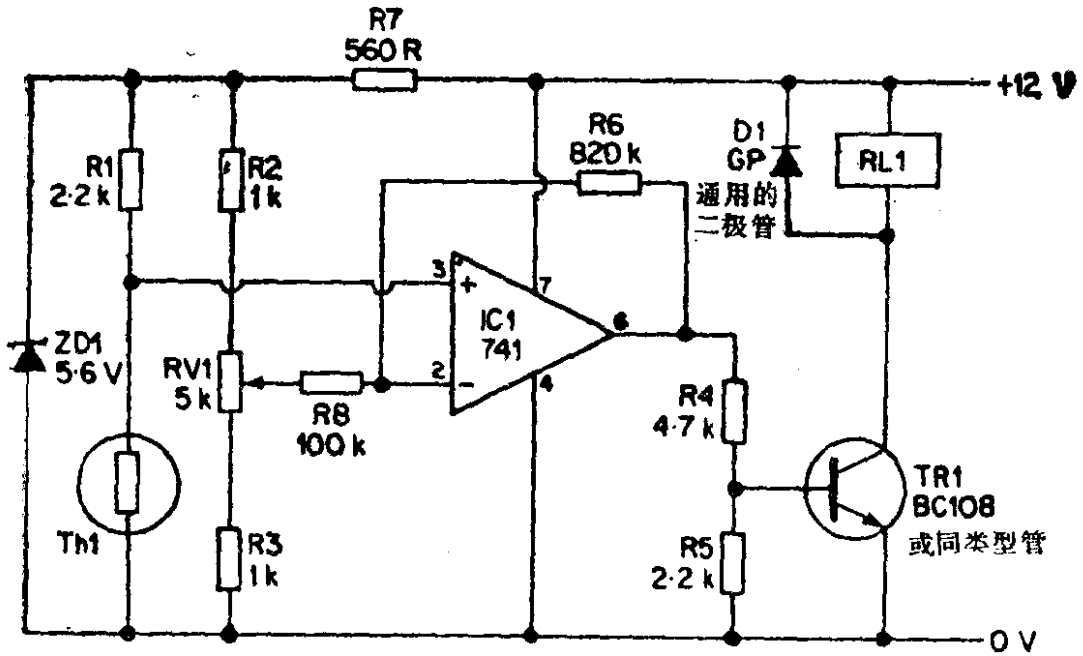 R7
560 R
+12 V
R1
2·2 k
R2
1 k
R6
820 k
D1
GP
通用的
二极管
RL1
3
+
7
IC1
741
6
ZD1
5·6 V
RV1
5 k
2
−
4
R8
100 k
R4
4·7 k
TR1
BC108
或同类型管
Th1
R3
1 k
R5
2·2 k
0 V